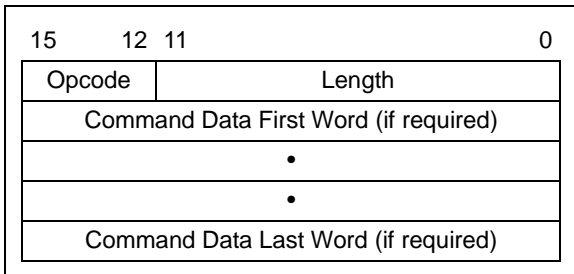 15 12 11 0
Opcode Length
Command Data First Word (if required)
•
•
Command Data Last Word (if required)